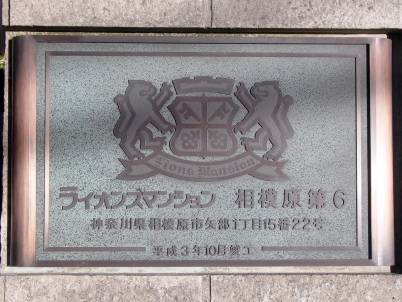 Lions Mansion
ライオンズマンション 相模原第6
神奈川県相模原市矢部1丁目15番22号
平成3年10月竣工